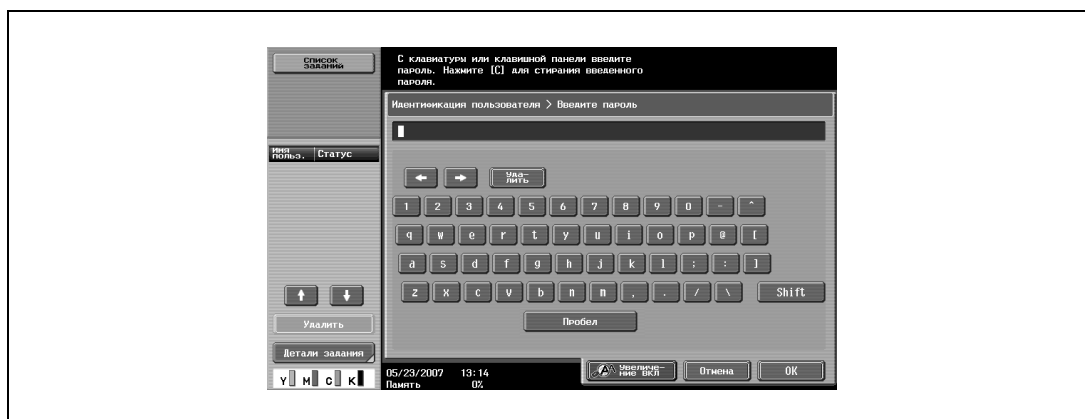 Список
заданий
С клавиатуры или клавишной панели введите
пароль. Нажмите [C] для стирания введенного
пароля.
Идентификация пользователя > Введите пароль
Имя
польз. Статус
Уда-
лить
1 2 3 4 5 6 7 8 9 0 - ^
q w e r t y u i o p @ [
a s d f g h j k l ; : ]
z x c v b n m , . / \ Shift
Пробел
Удалить
Детали задания
Y M C K
05/23/2007 13:14
Память 0%
Увеличе-
ние ВКЛ
Отмена
OK